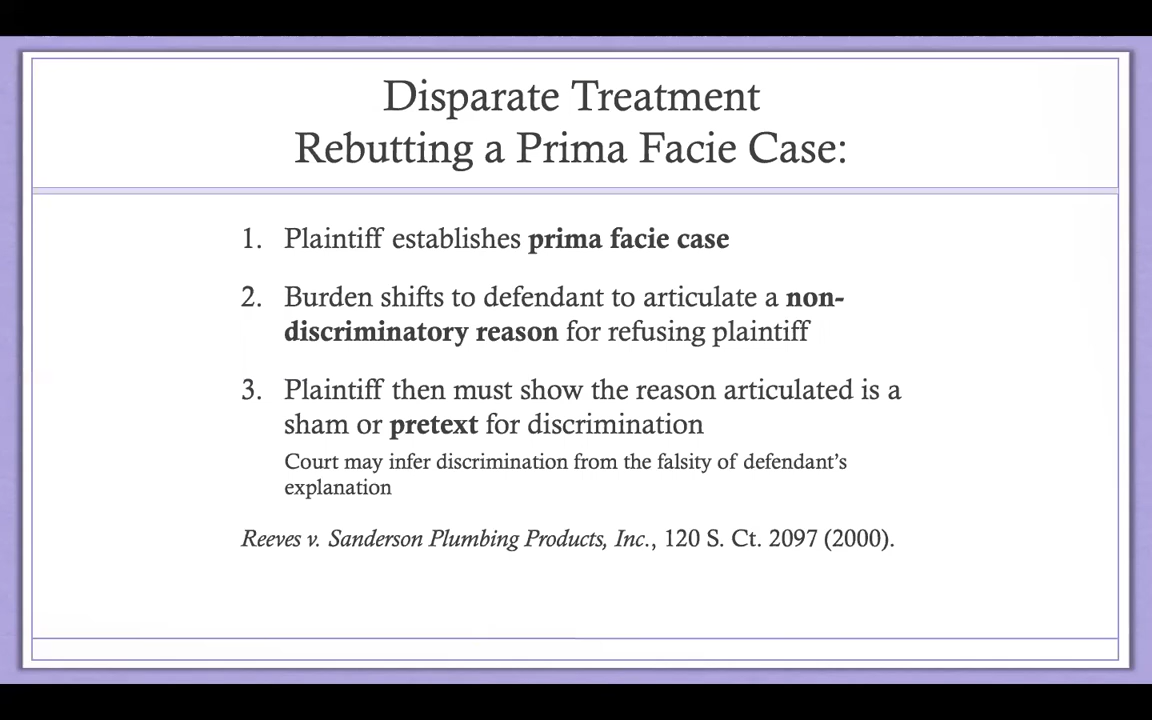 Disparate Treatment
Rebutting a Prima Facie Case:
1. Plaintiff establishes prima facie case
2. Burden shifts to defendant to articulate a non-
discriminatory reason for refusing plaintiff
3. Plaintiff then must show the reason articulated is a
sham or pretext for discrimination
Court may infer discrimination from the falsity of defendant’s
explanation
Reeves v. Sanderson Plumbing Products, Inc., 120 S. Ct. 2097 (2000).